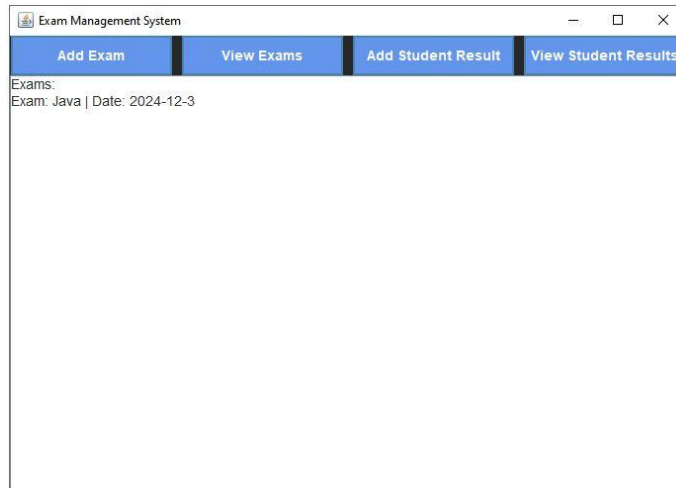 Exam Management System
Add Exam View Exams Add Student Result View Student Results
Exams:
Exam: Java | Date: 2024-12-3